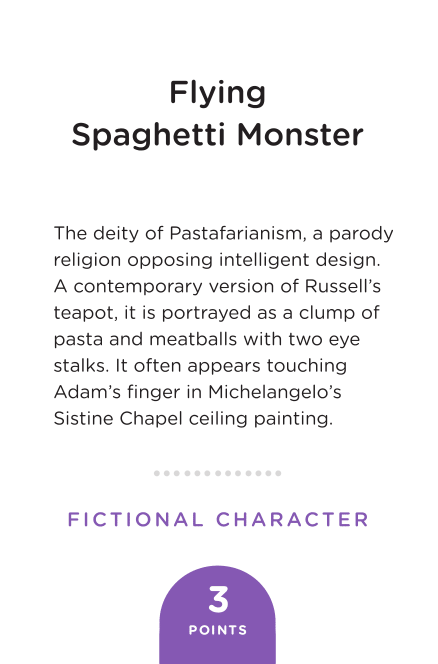 Flying
Spaghetti Monster
The deity of Pastafarianism, a parody
religion opposing intelligent design.
A contemporary version of Russell’s
teapot, it is portrayed as a clump of
pasta and meatballs with two eye
stalks. It often appears touching
Adam’s finger in Michelangelo’s
Sistine Chapel ceiling painting.
FICTIONAL CHARACTER
3
POINTS